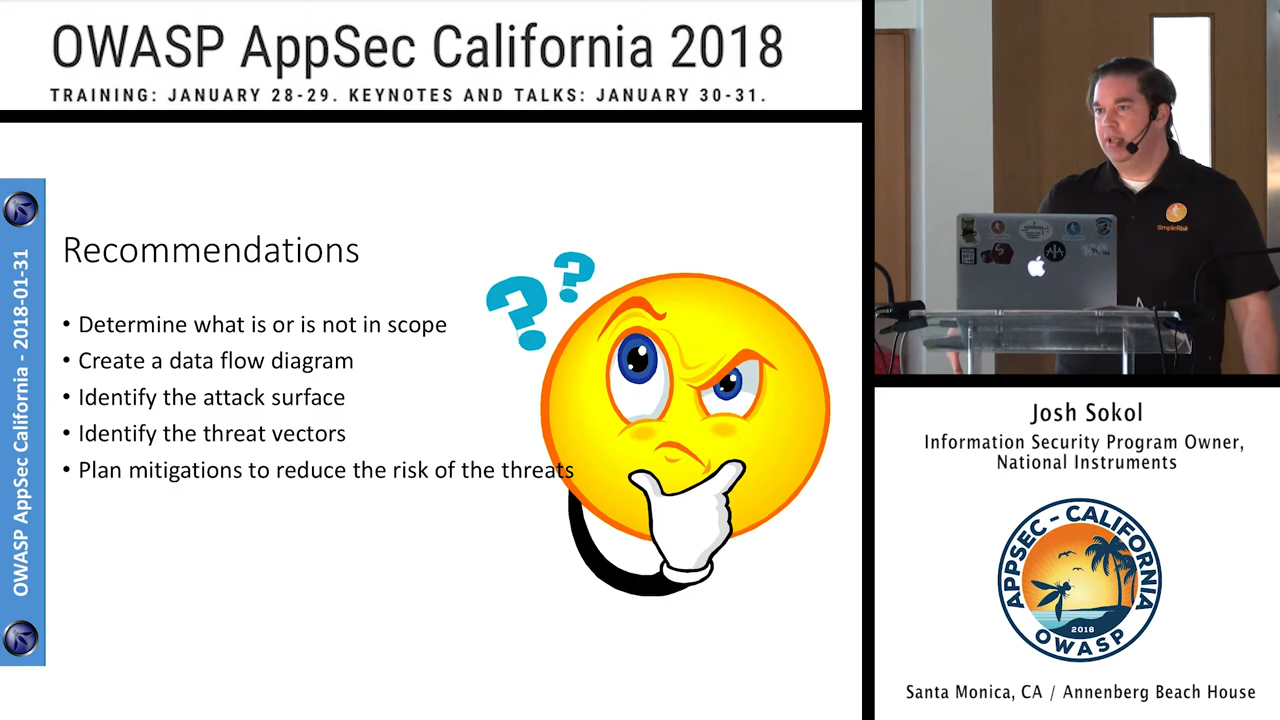 OWASP AppSec California 2018
TRAINING: JANUARY 28-29. KEYNOTES AND TALKS: JANUARY 30-31.
OWASP AppSec California - 2018-01-31
Recommendations
• Determine what is or is not in scope
• Create a data flow diagram
• Identify the attack surface
• Identify the threat vectors
• Plan mitigations to reduce the risk of the threats
? ?
SimpleRisk
Josh Sokol
Information Security Program Owner,
National Instruments
APPSEC - CALIFORNIA
2018
OWASP
Santa Monica, CA / Annenberg Beach House